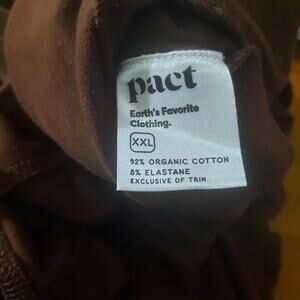 pact
Earth's Favorite
Clothing.
XXL
92% ORGANIC COTTON
8% ELASTANE
EXCLUSIVE OF TRIM